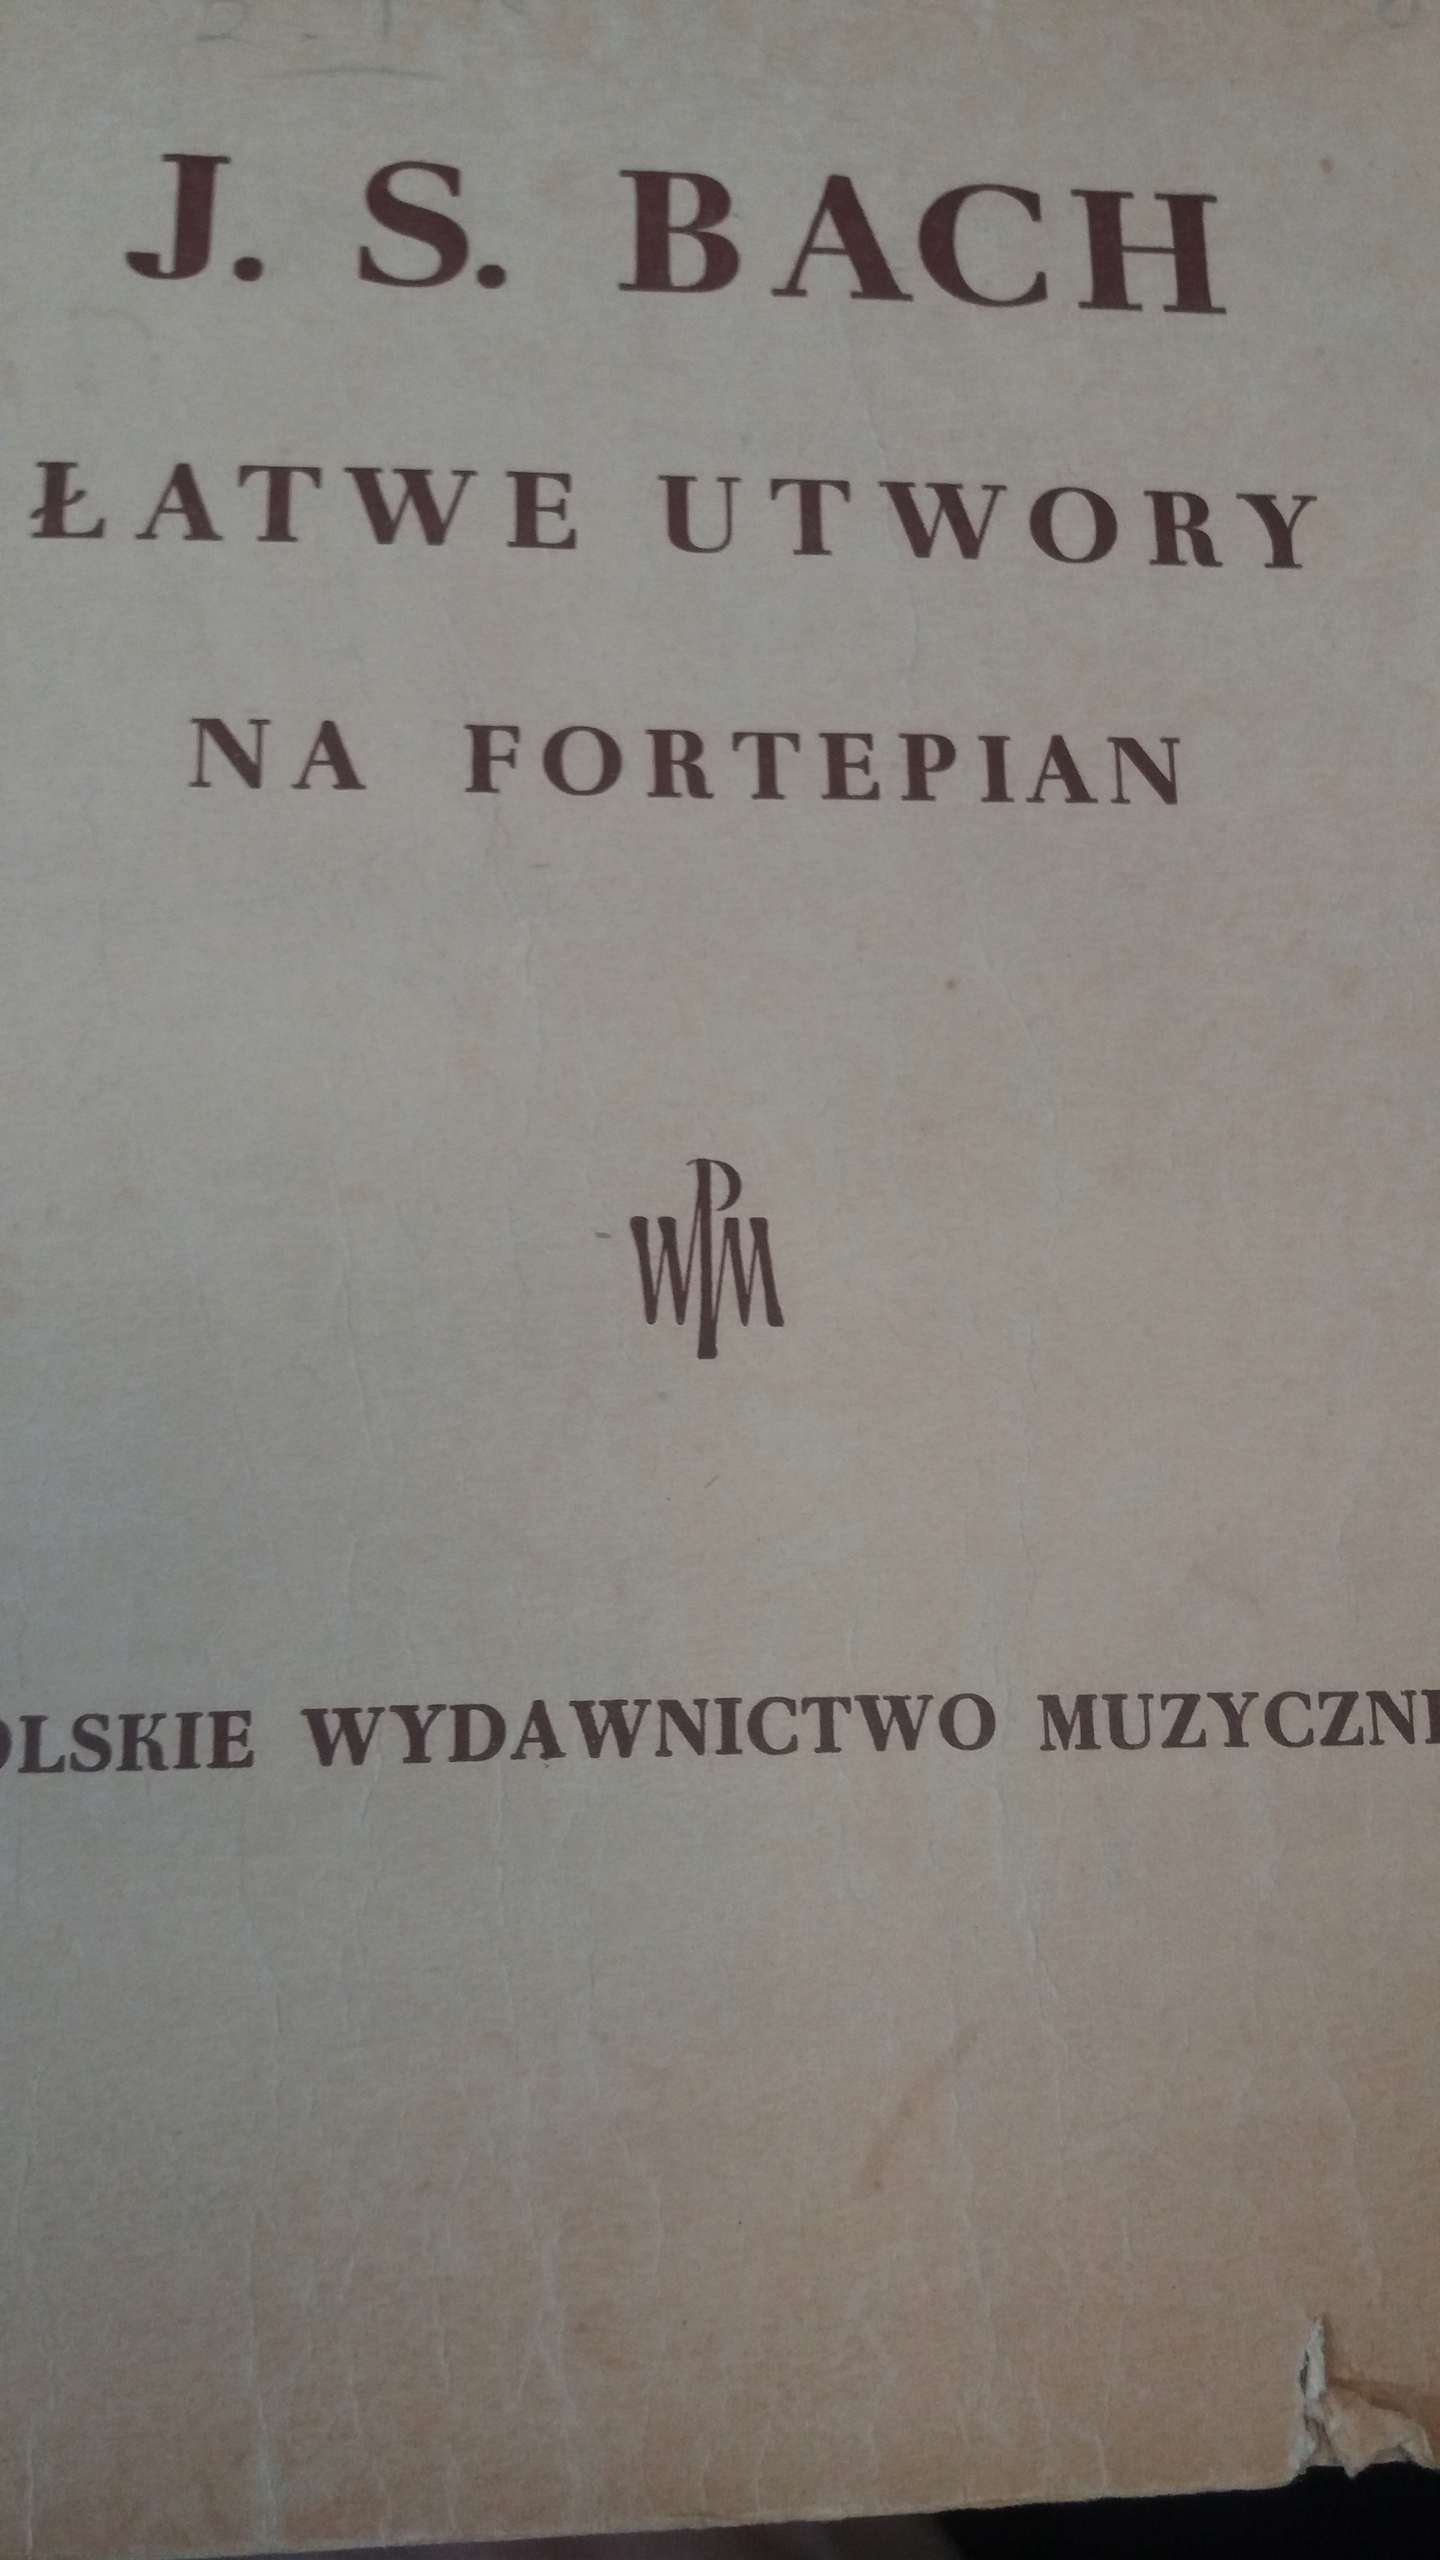 J. S. BACH
ŁATWE UTWORY
NA FORTEPIAN
WPM
OLSKIE WYDAWNICTWO MUZYCZNE